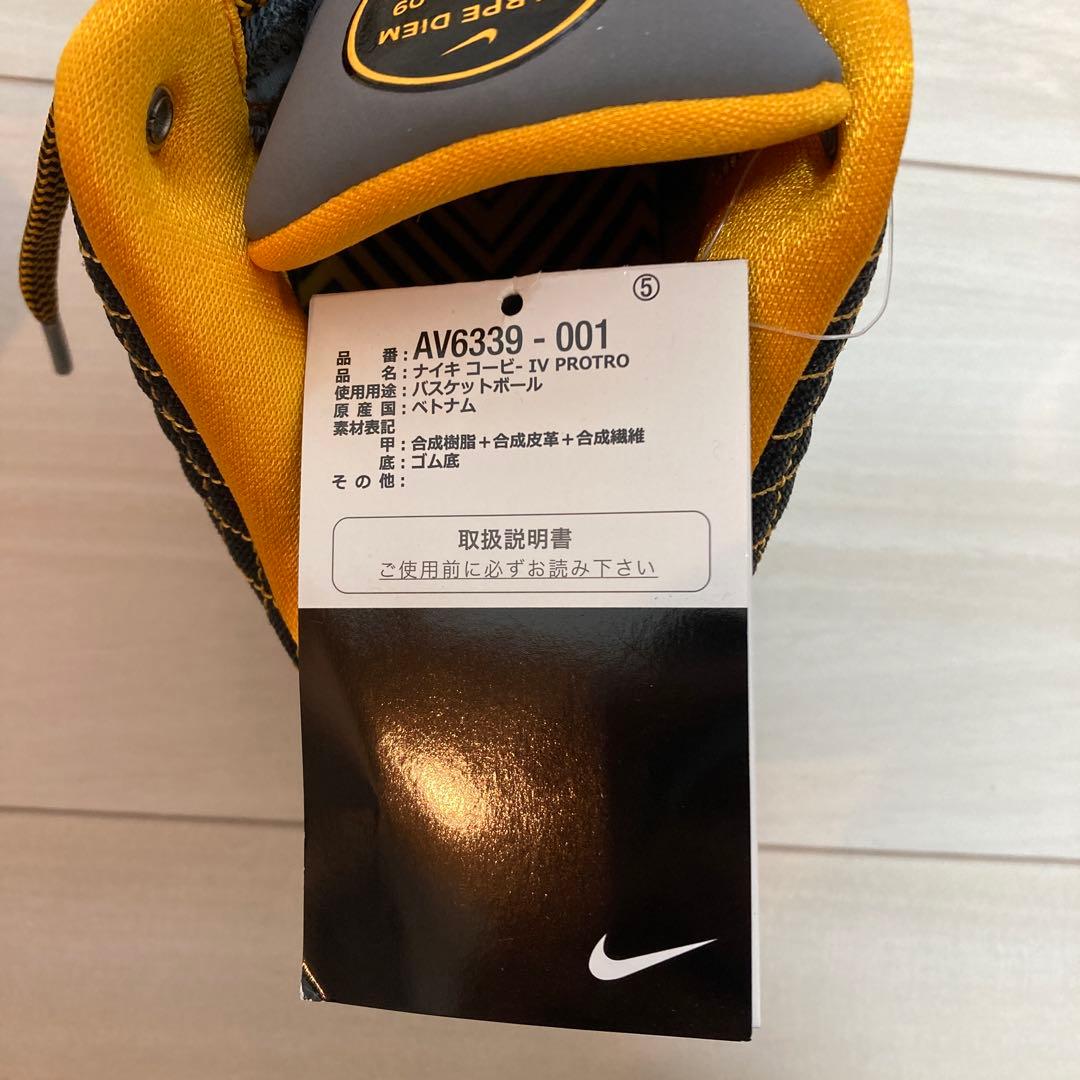 ARPE DIEM
09
⑤
品番:AV6339-001
品名:ナイキ コービ- IV PROTRO
使用用途:バスケットボール
原産国:ベトナム
素材表記
甲:合成樹脂+合成皮革+合成繊維
底:ゴム底
その他:
取扱説明書
ご使用前に必ずお読み下さい